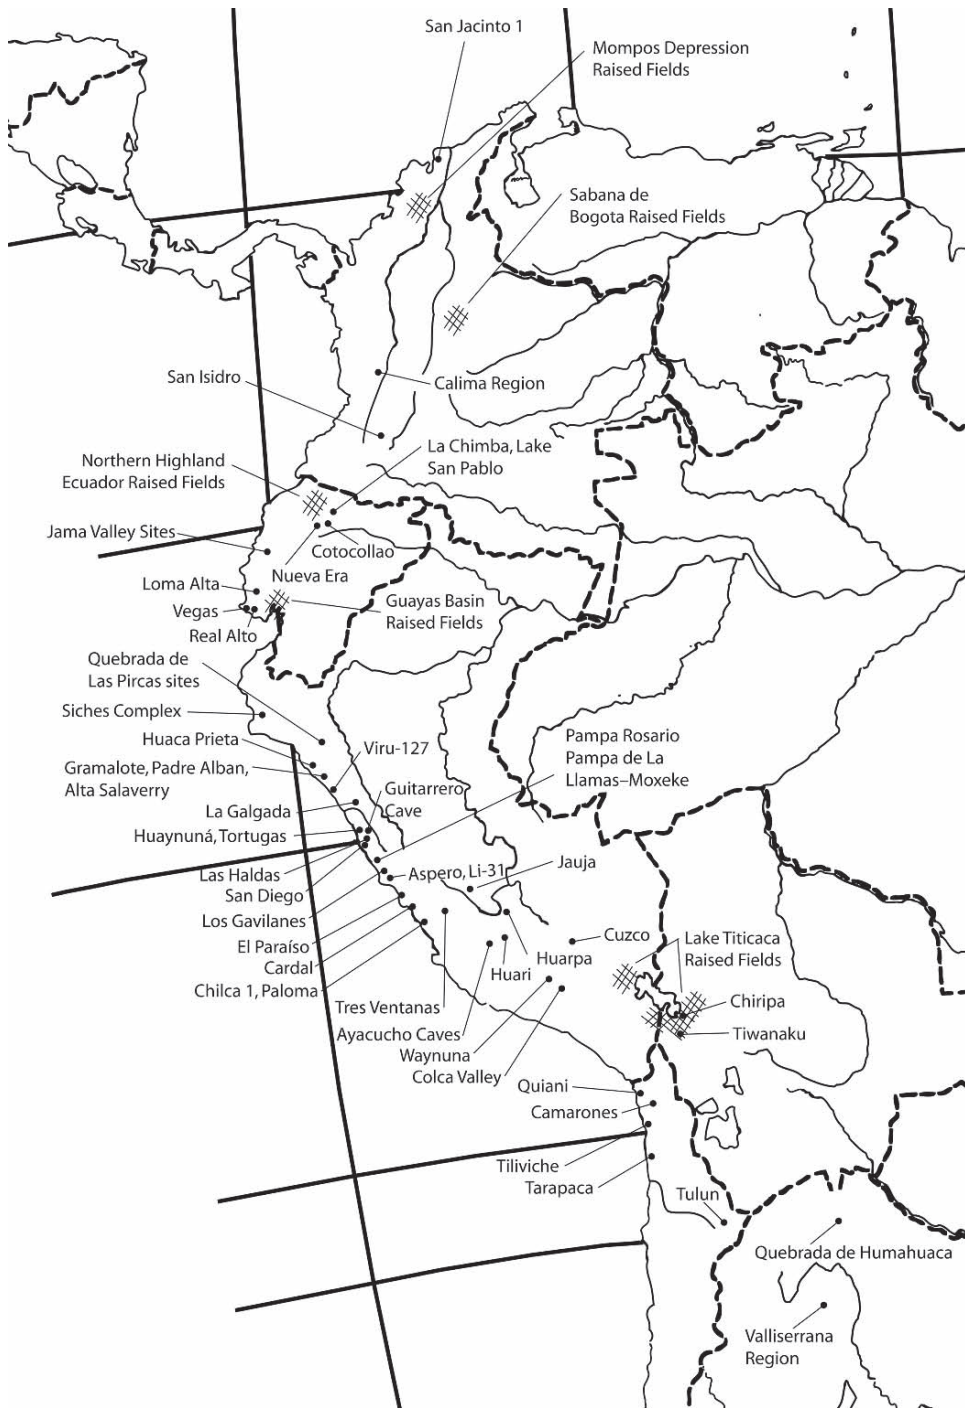 San Jacinto 1
Mompos Depression
Raised Fields
Sabana de
Bogota Raised Fields
San Isidro
Calima Region
La Chimba, Lake
San Pablo
Northern Highland
Ecuador Raised Fields
Jama Valley Sites
Cotocollao
Nueva Era
Loma Alta
Guayas Basin
Raised Fields
Vegas
Real Alto
Quebrada de
Las Pircas sites
Siches Complex
Huaca Prieta
Viru-127
Pampa Rosario
Pampa de La
Llamas–Moxeke
Gramalote, Padre Alban,
Alta Salaverry
Guitarrero
Cave
La Galgada
Huaynuná, Tortugas
Las Haldas
San Diego
Aspero, Li-31
Jauja
Los Gavilanes
El Paraíso
Cardal
Chilca 1, Paloma
Cuzco
Lake Titicaca
Raised Fields
Huarpa
Huari
Tres Ventanas
Chiripa
Ayacucho Caves
Tiwanaku
Waynuna
Colca Valley
Quiani
Camarones
Tiliviche
Tarapaca
Tulun
Quebrada de Humahuaca
Valliserrana
Region